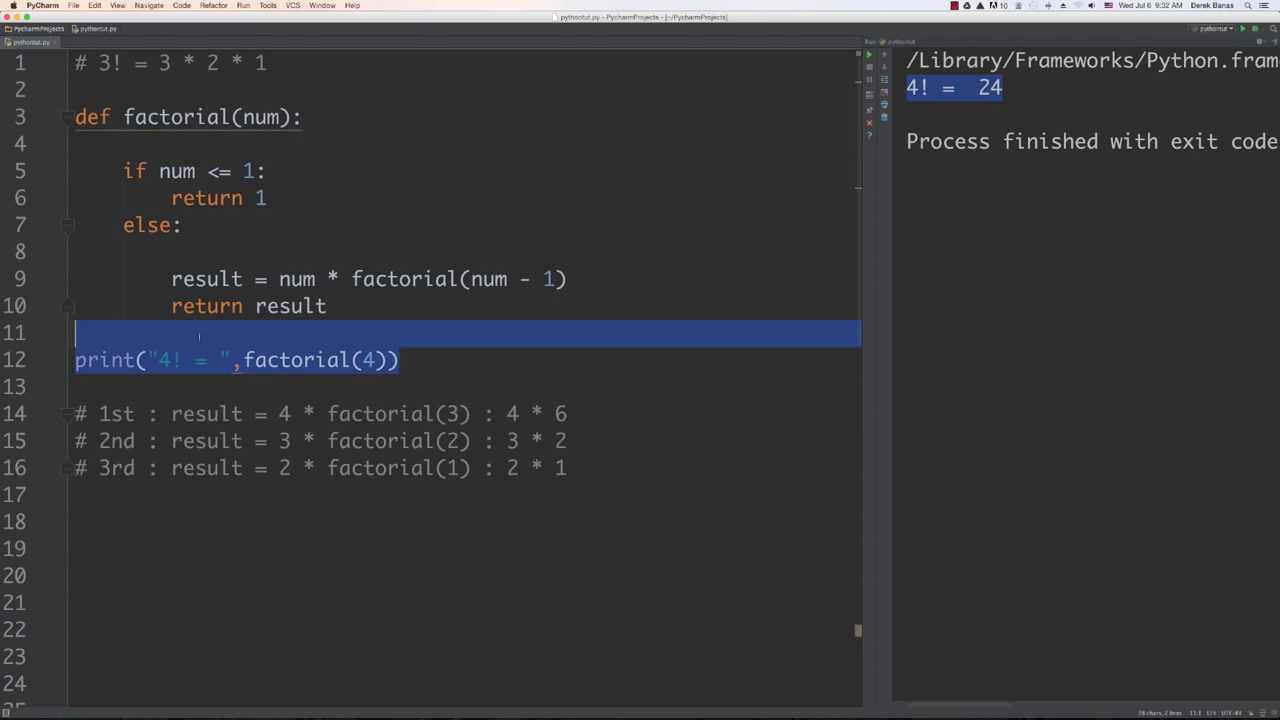 PyCharm File Edit View Navigate Code Refactor Run Tools VCS Window Help
10 Wed Jul 6 9:32 AM Derek Banas
pythontut.py - PycharmProjects - [~/PycharmProjects]
PycharmProjects pythontut.py
pythontut
pythontut.py
Run pythontut
1 # 3! = 3 * 2 * 1
2
3 def factorial(num):
4
5 if num <= 1:
6 return 1
7 else:
8
9 result = num * factorial(num - 1)
10 return result
11
12 print("4! = ",factorial(4))
13
14 # 1st : result = 4 * factorial(3) : 4 * 6
15 # 2nd : result = 3 * factorial(2) : 3 * 2
16 # 3rd : result = 2 * factorial(1) : 2 * 1
17
18
19
20
21
22
23
24
/Library/Frameworks/Python.fram
4! =  24
Process finished with exit code
28 chars, 2 lines 11:1 LF÷ UTF-8÷